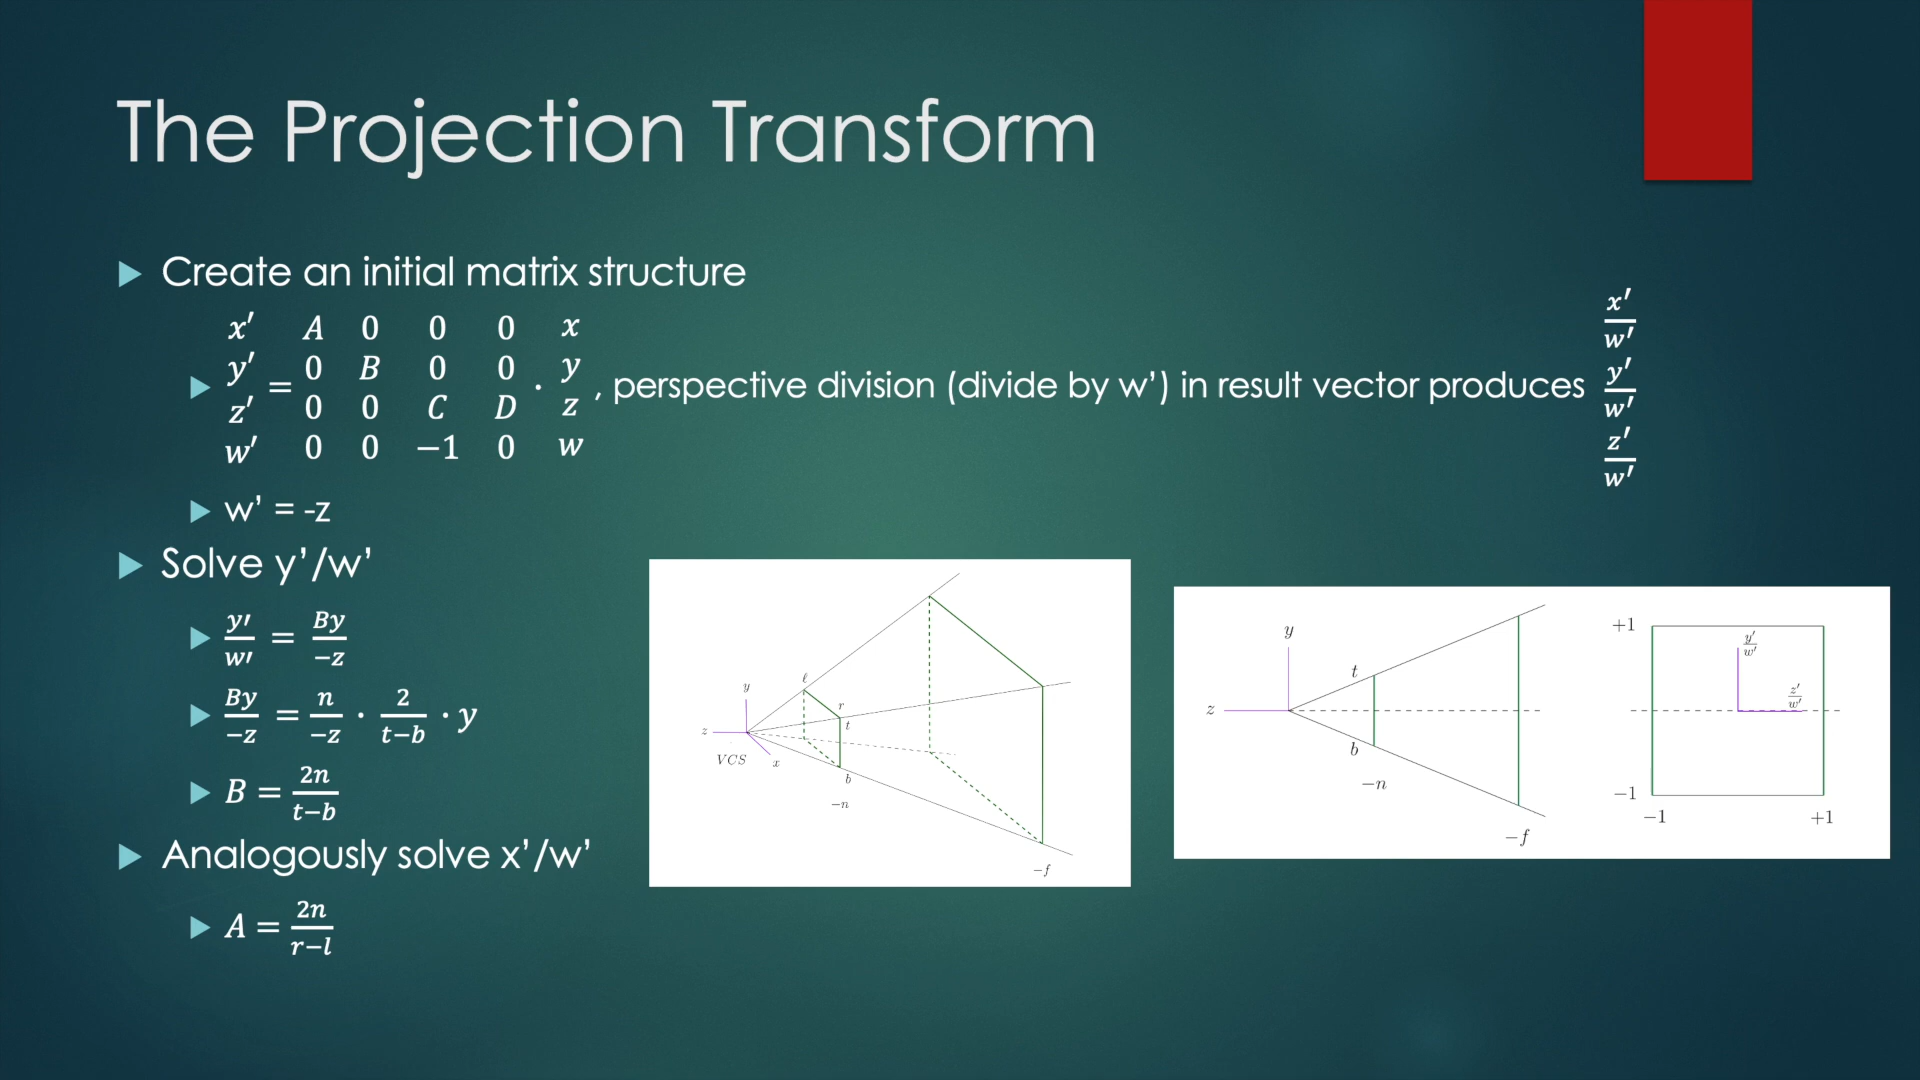 The Projection Transform
Create an initial matrix structure
x′ A 0 0 0 x
y′ 0 B 0 0 y
= · , perspective division (divide by w’) in result vector produces
z′ 0 0 C D z
w′ 0 0 −1 0 w
x′/w′
y′/w′
z′/w′
w’ = -z
Solve y’/w’
y′/w′ = By/−z
By/−z = n/−z · 2/t−b · y
B = 2n/t−b
Analogously solve x’/w’
A = 2n/r−l
ℓ
y
r
z
t
VCS
x
b
−n
−f
y
t
z
b
−n
−f
+1
y′/w′
z′/w′
−1
−1
+1